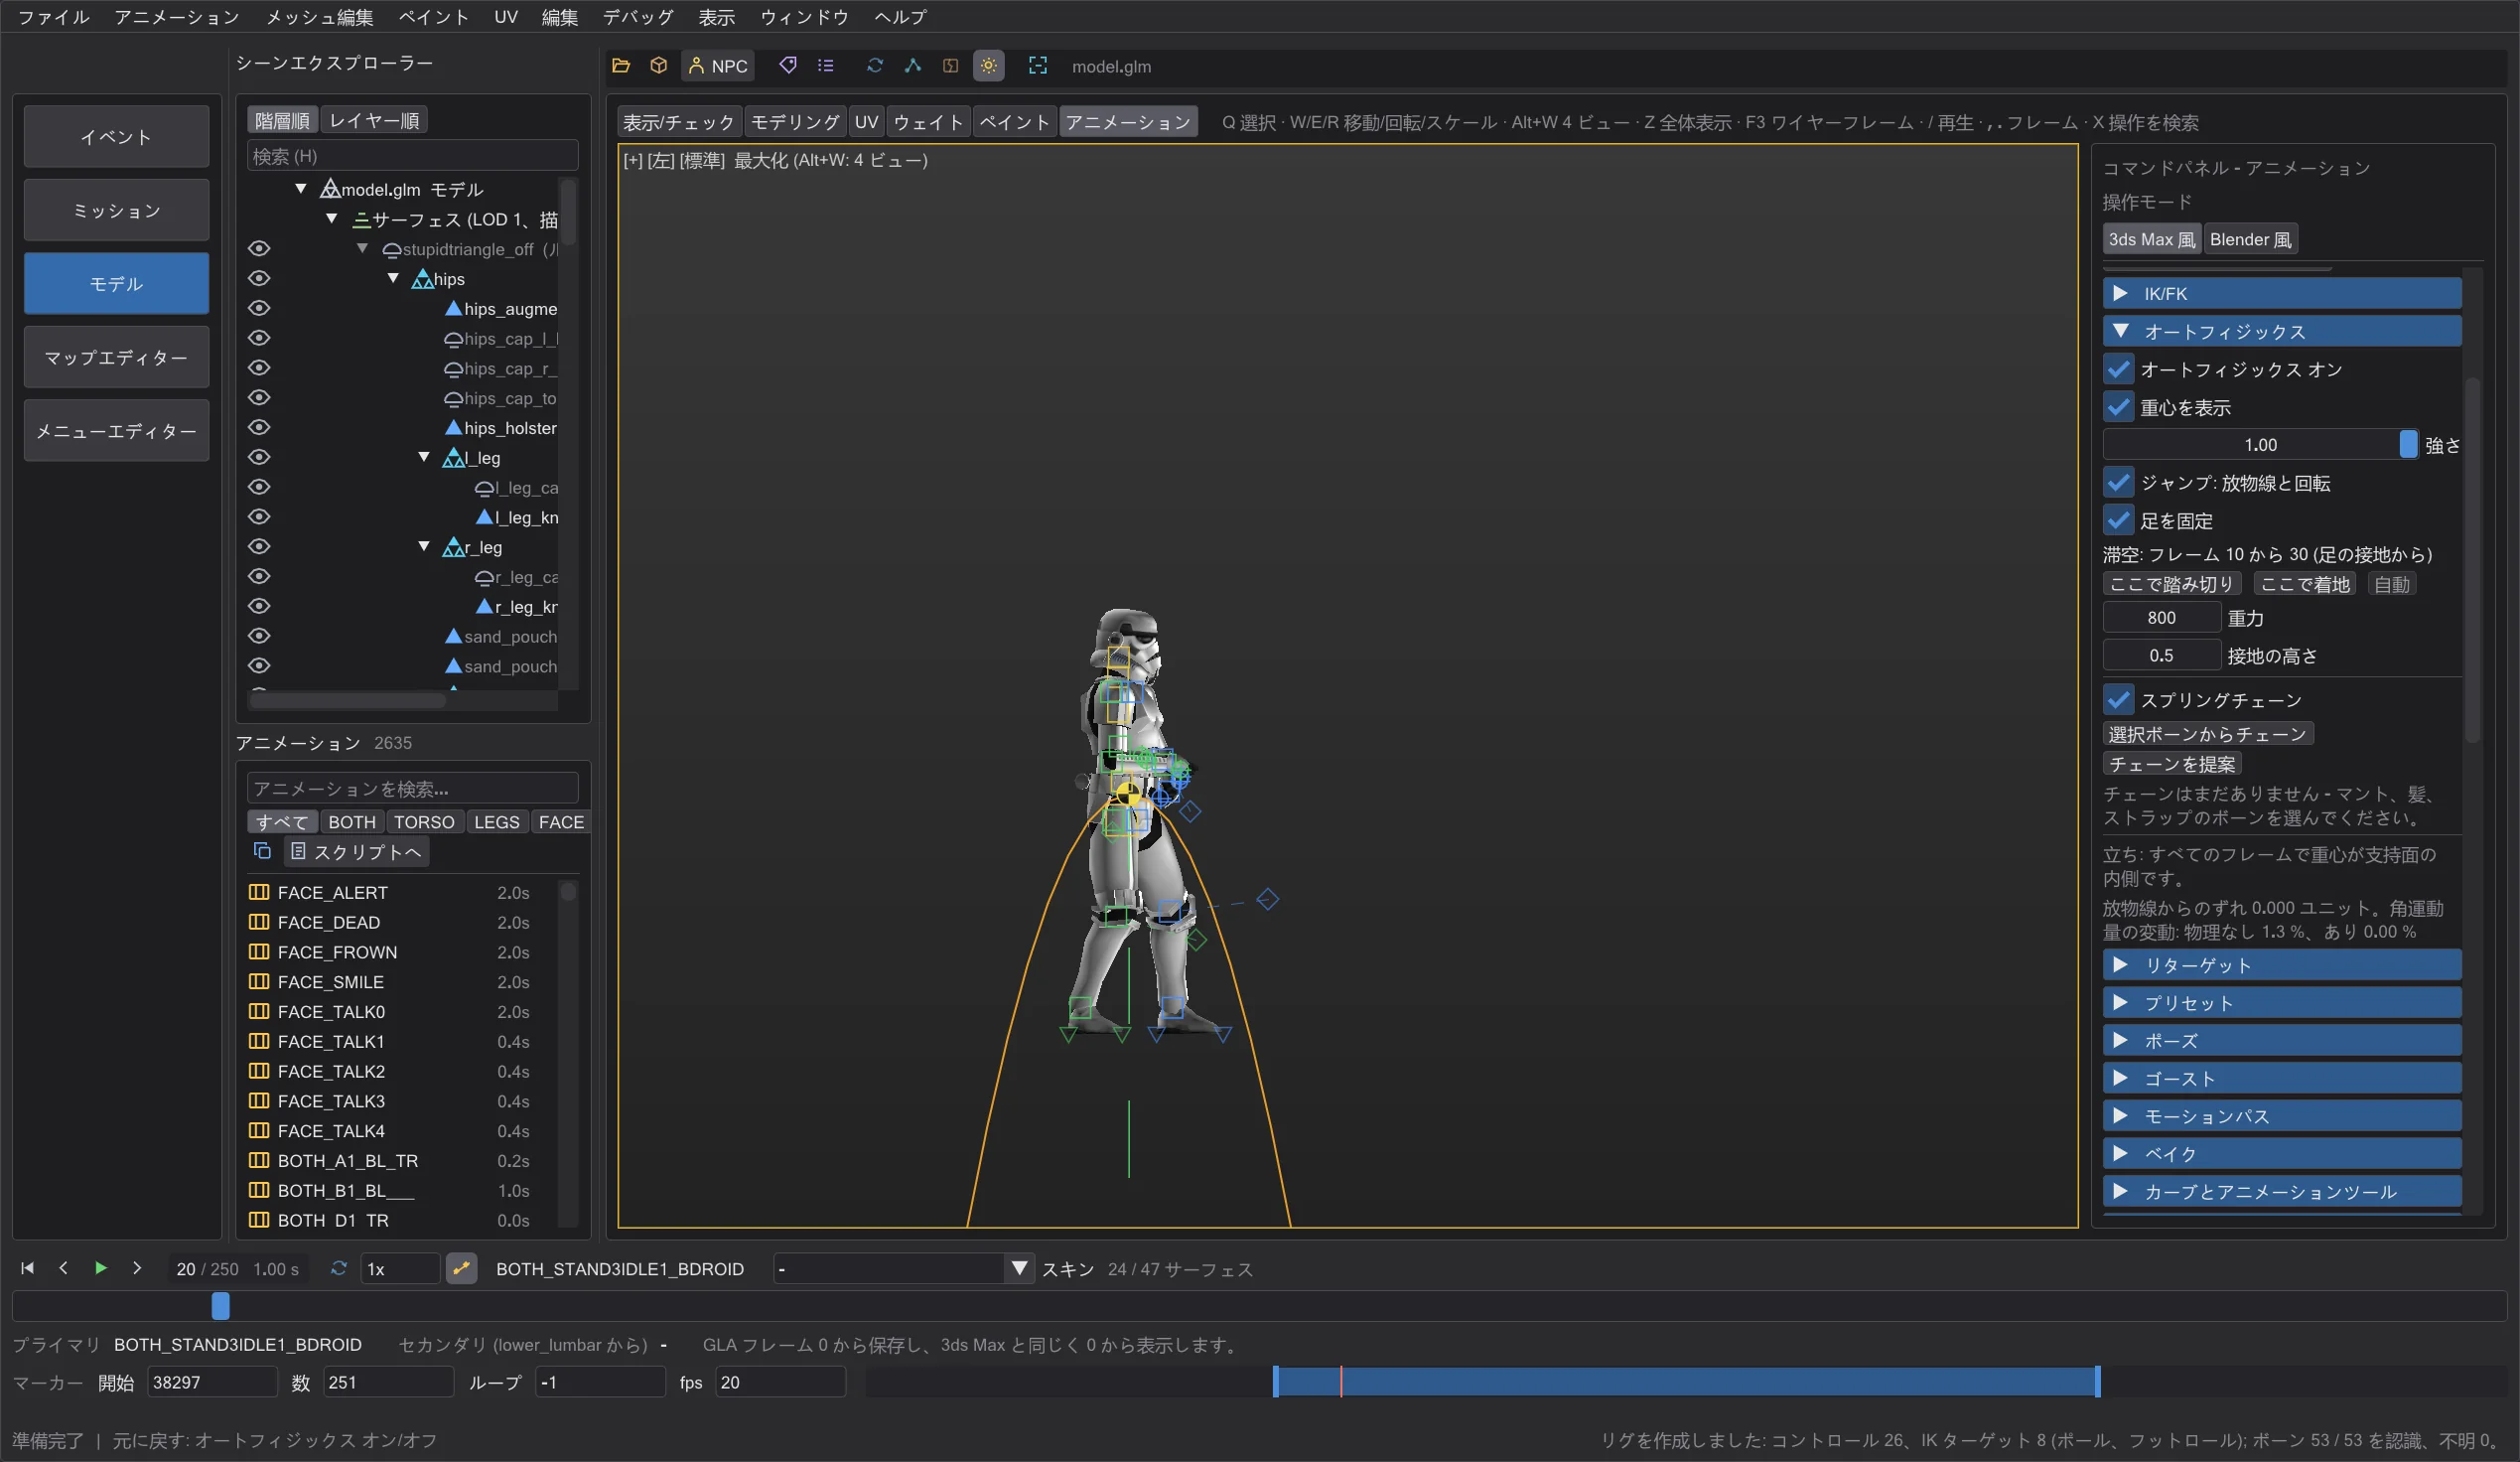 ファイル アニメーション メッシュ編集 ペイント UV 編集 デバッグ 表示 ウィンドウ ヘルプ
シーンエクスプローラー
NPC model.glm
イベント
ミッション
モデル
マップエディター
メニューエディター
階層順 レイヤー順
検索 (H)
model.glm モデル
サーフェス (LOD 1、描
stupidtriangle_off
hips
hips_augme
hips_cap_l_
hips_cap_r_
hips_cap_to
hips_holster
l_leg
l_leg_ca
l_leg_kn
r_leg
r_leg_ca
r_leg_kn
sand_pouch
sand_pouch
アニメーション 2635
アニメーションを検索...
すべて BOTH TORSO LEGS FACE
スクリプトへ
FACE_ALERT 2.0s
FACE_DEAD 2.0s
FACE_FROWN 2.0s
FACE_SMILE 2.0s
FACE_TALK0 2.0s
FACE_TALK1 0.4s
FACE_TALK2 0.4s
FACE_TALK3 0.4s
FACE_TALK4 0.4s
BOTH_A1_BL_TR 0.2s
BOTH_B1_BL___ 1.0s
BOTH_D1_TR 0.0s
表示/チェック モデリング UV ウェイト ペイント アニメーション Q 選択 · W/E/R 移動/回転/スケール · Alt+W 4 ビュー · Z 全体表示 · F3 ワイヤーフレーム · / 再生 · , . フレーム · X 操作を検索
[+] [左] [標準] 最大化 (Alt+W: 4 ビュー)
コマンドパネル - アニメーション
操作モード
3ds Max 風 Blender 風
IK/FK
オートフィジックス
オートフィジックス オン
重心を表示
1.00 強さ
ジャンプ: 放物線と回転
足を固定
滞空: フレーム 10 から 30 (足の接地から)
ここで踏み切り ここで着地 自動
800 重力
0.5 接地の高さ
スプリングチェーン
選択ボーンからチェーン
チェーンを提案
チェーンはまだありません - マント、髪、
ストラップのボーンを選んでください。
立ち: すべてのフレームで重心が支持面の
内側です。
放物線からのずれ 0.000 ユニット。角運動
量の変動: 物理なし 1.3 %、あり 0.00 %
リターゲット
プリセット
ポーズ
ゴースト
モーションパス
ベイク
カーブとアニメーションツール
20 / 250 1.00 s 1x BOTH_STAND3IDLE1_BDROID - スキン 24 / 47 サーフェス
プライマリ BOTH_STAND3IDLE1_BDROID セカンダリ (lower_lumbar から) - GLA フレーム 0 から保存し、3ds Max と同じく 0 から表示します。
マーカー 開始 38297 数 251 ループ -1 fps 20
準備完了 | 元に戻す: オートフィジックス オン/オフ
リグを作成しました: コントロール 26、IK ターゲット 8 (ポール、フットロール); ボーン 53 / 53 を認識、不明 0。